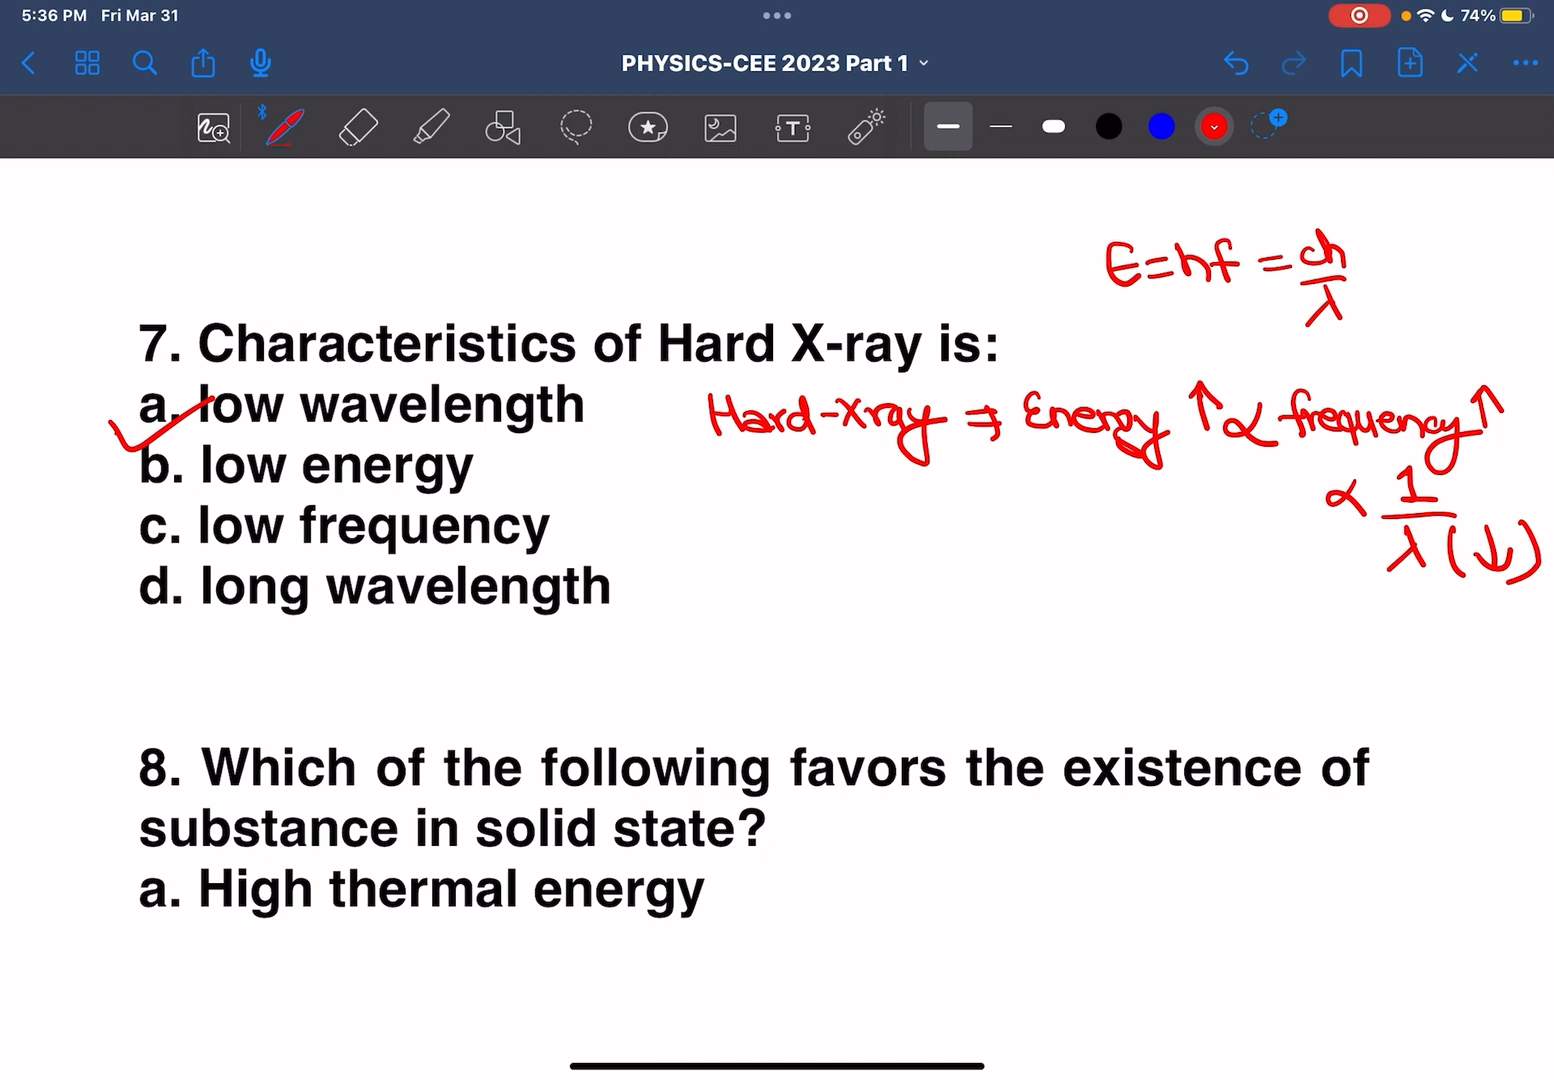 5:36 PM Fri Mar 31
74%
PHYSICS-CEE 2023 Part 1
T
E=hf = ch/λ
7. Characteristics of Hard X-ray is:
a. low wavelength
Hard-Xray ⇒ Energy ↑ ∝ frequency ↑
b. low energy
∝ 1/λ(↓)
c. low frequency
d. long wavelength
8. Which of the following favors the existence of
substance in solid state?
a. High thermal energy